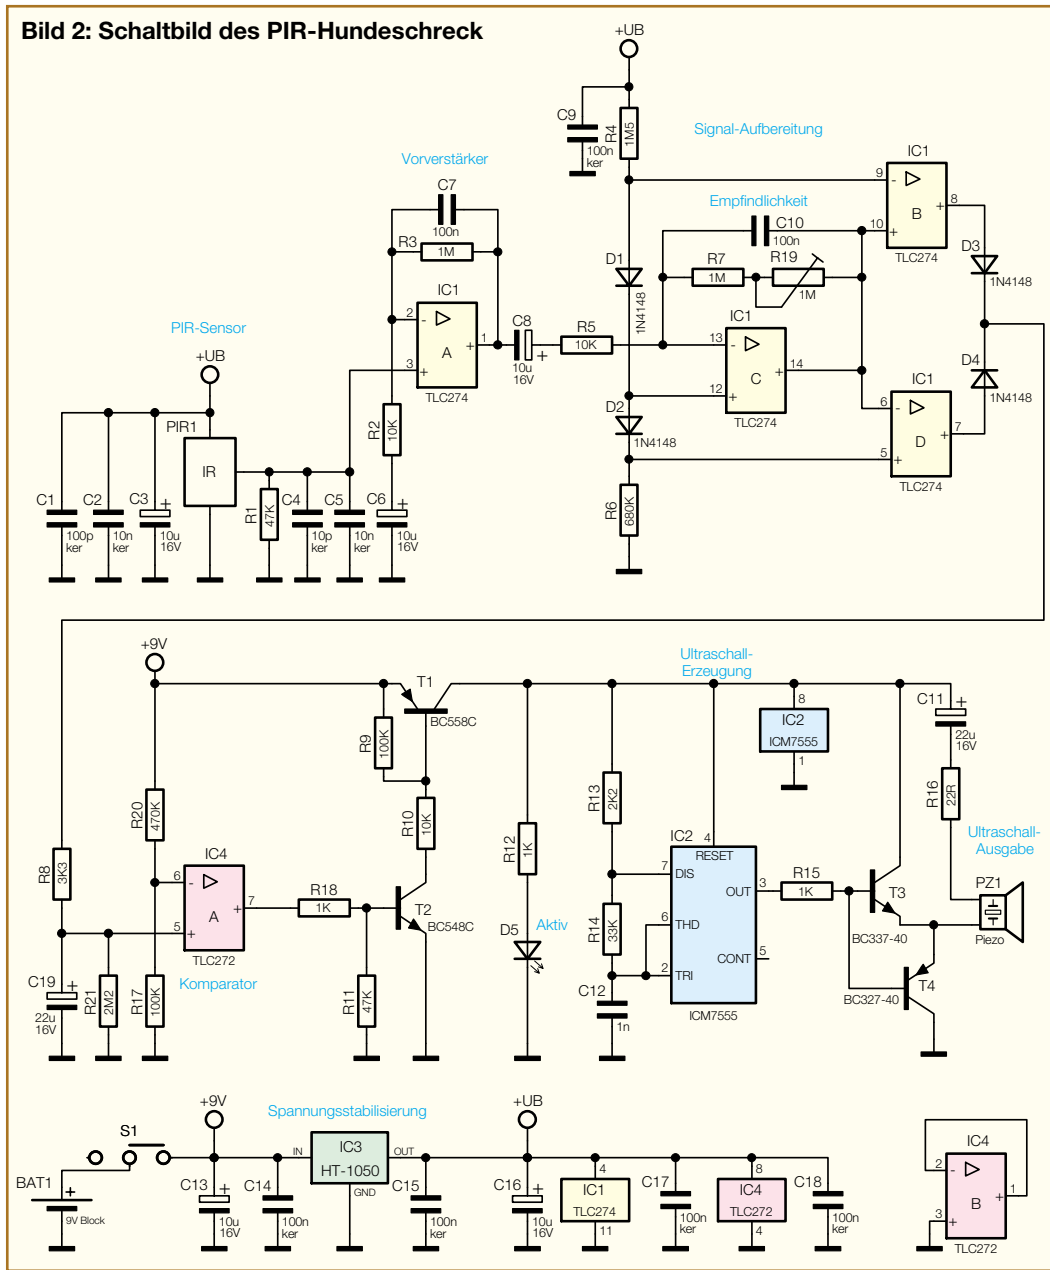 Bild 2: Schaltbild des PIR-Hundeschreck
+UB
C9
100n
ker
R4
1M5
Signal-Aufbereitung
Vorverstärker
C7
100n
R3
1M
IC1
2
-
A
+
1
3
+
TLC274
C8
+
10u
16V
R5
10K
D1
1N4148
D2
1N4148
R6
680K
Empfindlichkeit
C10
100n
R7
1M
R19
1M
IC1
13
-
C
14
12
+
TLC274
IC1
9
-
B
+
8
10
+
TLC274
D3
1N4148
D4
1N4148
IC1
6
-
D
+
7
5
+
TLC274
PIR-Sensor
+UB
PIR1
IR
C1
100p
ker
C2
10n
ker
C3
+
10u
16V
R1
47K
C4
10p
ker
C5
10n
ker
R2
10K
C6
+
10u
16V
+9V
T1
BC558C
R9
100K
R10
10K
R20
470K
R8
3K3
IC4
6
-
A
+
7
5
+
TLC272
Komparator
R18
1K
T2
BC548C
R11
47K
C19
+
22u
16V
R21
2M2
R17
100K
R12
1K
D5
Aktiv
Ultraschall-
Erzeugung
R13
2K2
R14
33K
C12
1n
IC2
4
RESET
7
DIS
OUT
3
6
THD
CONT
5
2
TRI
ICM7555
8
IC2
ICM7555
1
R15
1K
T3
BC337-40
T4
BC327-40
C11
+
22u
16V
R16
22R
Ultraschall-
Ausgabe
PZ1
Piezo
+9V
Spannungsstabilisierung
+UB
S1
BAT1
+
9V Block
C13
+
10u
16V
C14
100n
ker
IN
IC3
HT-1050
OUT
GND
C15
100n
ker
C16
+
10u
16V
4
IC1
TLC274
11
C17
100n
ker
8
IC4
TLC272
4
C18
100n
ker
IC4
2
-
B
1
3
+
TLC272